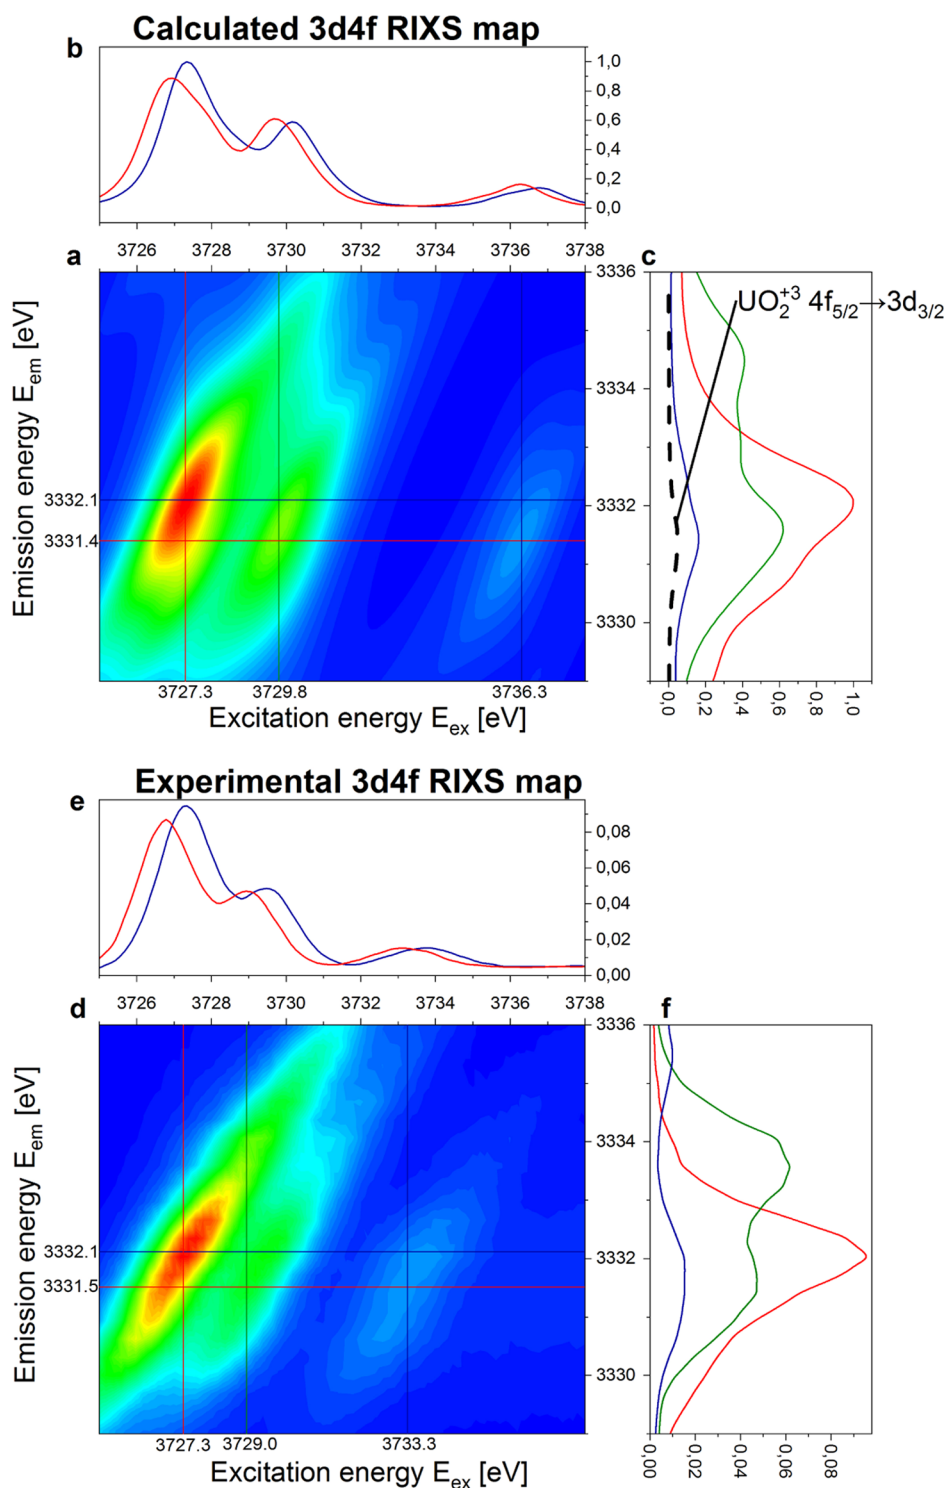 Calculated 3d4f RIXS map
b
1,0
0,8
0,6
0,4
0,2
0,0
3726 3728 3730 3732 3734 3736 3738
a
c
3336
3334
3332
3330
UO₂⁺³ 4f₅/₂→3d₃/₂
Emission energy Eₑₘ [eV]
3332.1
3331.4
3727.3 3729.8 3736.3
Excitation energy Eₑₓ [eV]
0,0 0,2 0,4 0,6 0,8 1,0
Experimental 3d4f RIXS map
e
0,08
0,06
0,04
0,02
0,00
3726 3728 3730 3732 3734 3736 3738
d
f
3336
3334
3332
3330
Emission energy Eₑₘ [eV]
3332.1
3331.5
3727.3 3729.0 3733.3
Excitation energy Eₑₓ [eV]
0,00 0,02 0,04 0,06 0,08